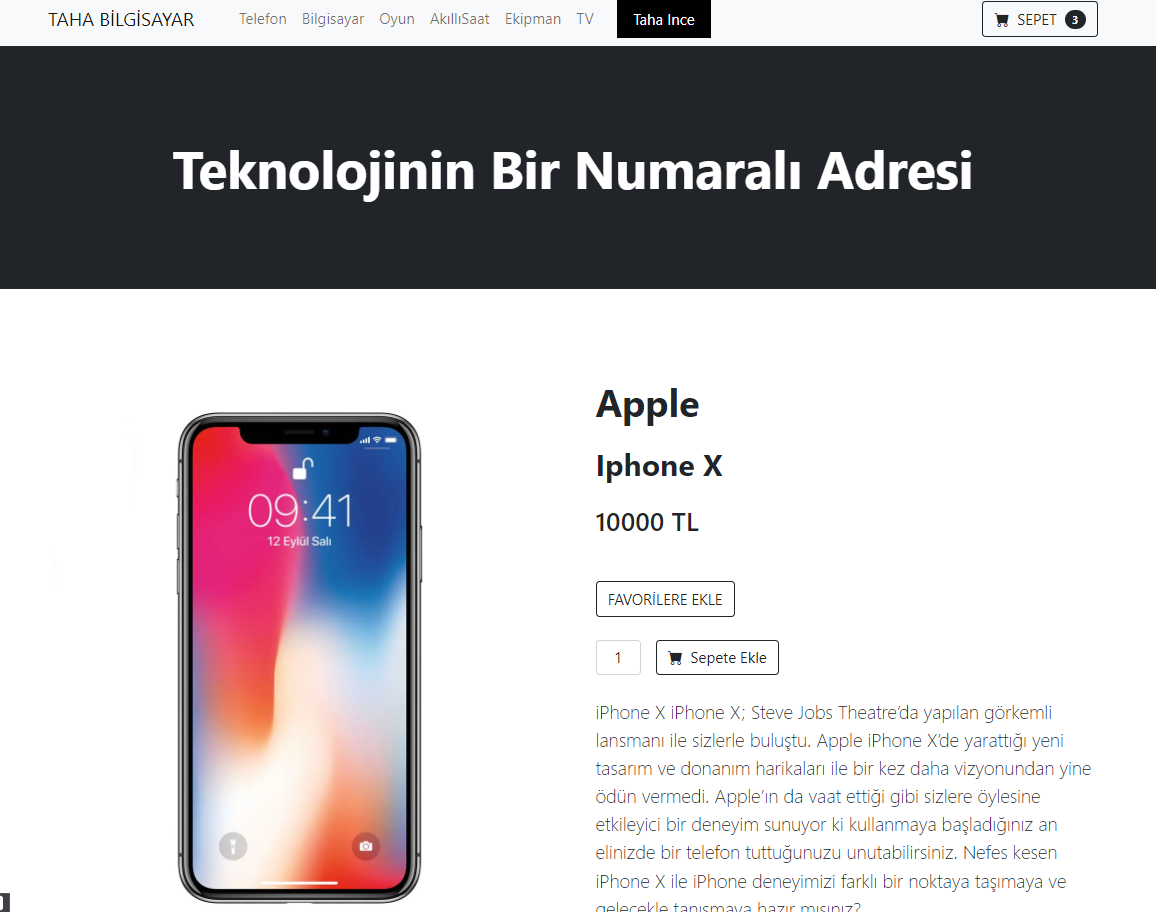 TAHA BİLGİSAYAR Telefon Bilgisayar Oyun AkıllıSaat Ekipman TV Taha Ince SEPET 3
Teknolojinin Bir Numaralı Adresi
Apple
Iphone X
10000 TL
FAVORİLERE EKLE
1 Sepete Ekle
09:41
12 Eylül Salı
iPhone X iPhone X; Steve Jobs Theatre’da yapılan görkemli
lansmanı ile sizlerle buluştu. Apple iPhone X’de yarattığı yeni
tasarım ve donanım harikaları ile bir kez daha vizyonundan yine
ödün vermedi. Apple’ın da vaat ettiği gibi sizlere öylesine
etkileyici bir deneyim sunuyor ki kullanmaya başladığınız an
elinizde bir telefon tuttuğunuzu unutabilirsiniz. Nefes kesen
iPhone X ile iPhone deneyimizi farklı bir noktaya taşımaya ve
gelecekle tanışmaya hazır mısınız?